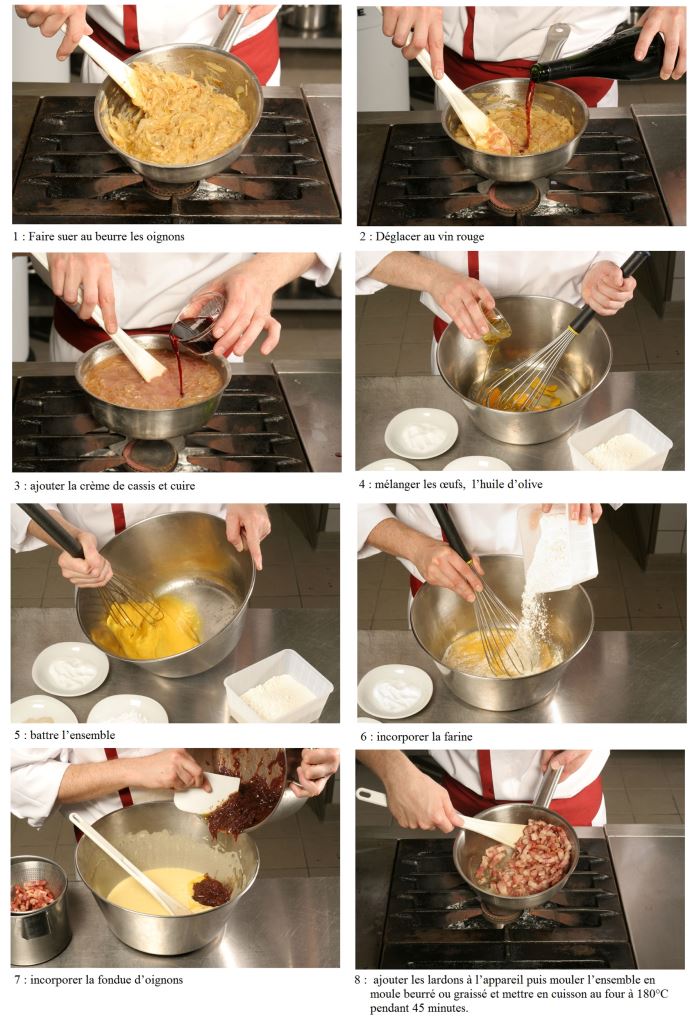 1 : Faire suer au beurre les oignons
2 : Déglacer au vin rouge
3 : ajouter la crème de cassis et cuire
4 : mélanger les œufs,  l’huile d’olive
5 : battre l’ensemble
6 : incorporer la farine
7 : incorporer la fondue d’oignons
8 :  ajouter les lardons à l’appareil puis mouler l’ensemble en
moule beurré ou graissé et mettre en cuisson au four à 180°C
pendant 45 minutes.